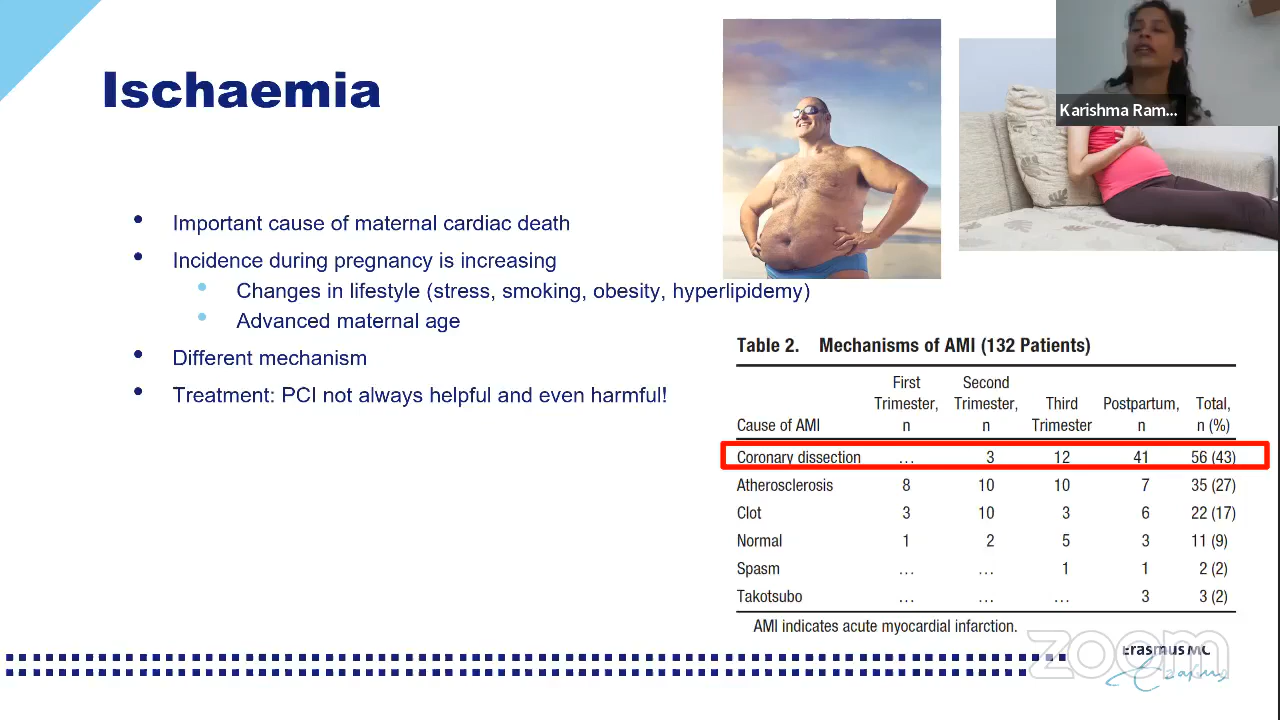 Ischaemia
Karishma Ram...
• Important cause of maternal cardiac death
• Incidence during pregnancy is increasing
• Changes in lifestyle (stress, smoking, obesity, hyperlipidemy)
• Advanced maternal age
• Different mechanism
• Treatment: PCI not always helpful and even harmful!
Table 2. Mechanisms of AMI (132 Patients)
First Second
Trimester, Trimester, Third Postpartum, Total,
Cause of AMI n n Trimester n n (%)
Coronary dissection ... 3 12 41 56 (43)
Atherosclerosis 8 10 10 7 35 (27)
Clot 3 10 3 6 22 (17)
Normal 1 2 5 3 11 (9)
Spasm ... ... 1 1 2 (2)
Takotsubo ... ... ... 3 3 (2)
AMI indicates acute myocardial infarction.
zoom
Erasmus MC
Erasmus